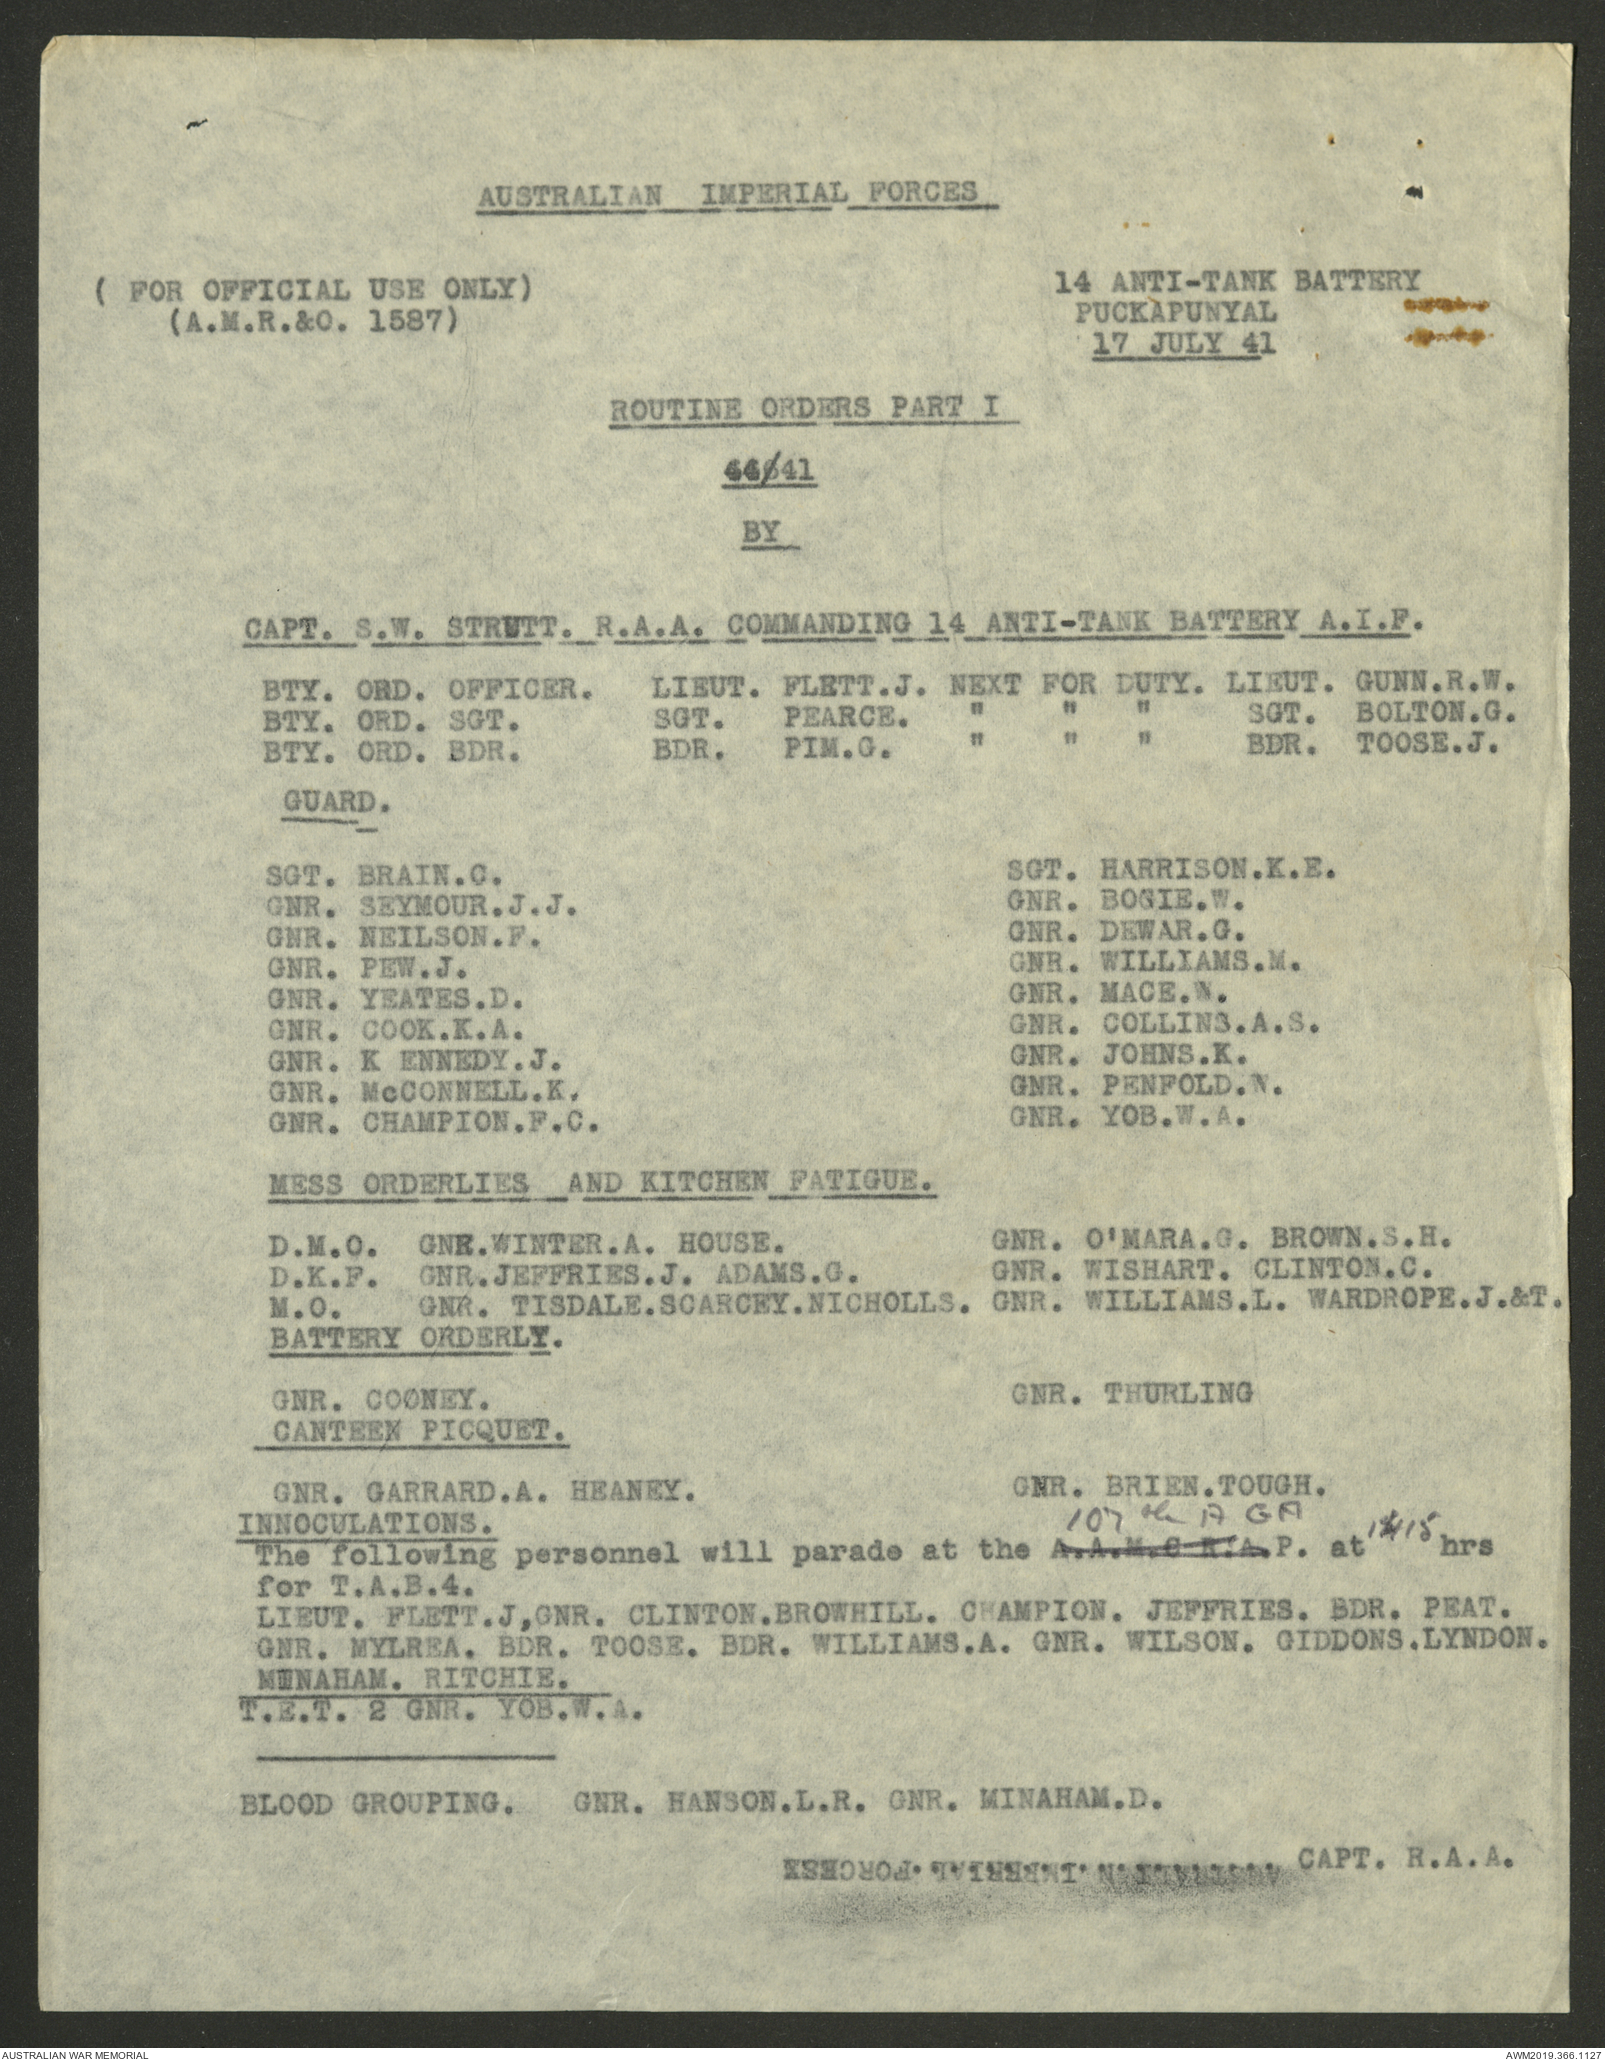 AUSTRALIAN IMPERIAL FORCES
( FOR OFFICIAL USE ONLY)
(A.M.R.&O. 1587)
14 ANTI-TANK BATTERY
PUCKAPUNYAL
17 JULY 41
ROUTINE ORDERS PART I
44/41
BY
CAPT. S.W. STRUTT. R.A.A. COMMANDING 14 ANTI-TANK BATTERY A.I.F.
BTY. ORD. OFFICER. LIEUT. FLETT.J. NEXT FOR DUTY. LIEUT. GUNN.R.W.
BTY. ORD. SGT. SGT. PEARCE. " " " SGT. BOLTON.G.
BTY. ORD. BDR. BDR. PIM.G. " " " BDR. TOOSE.J.
GUARD.
SGT. BRAIN.C. SGT. HARRISON.K.E.
GNR. SEYMOUR.J.J. GNR. BOGIE.W.
GNR. NEILSON.F. GNR. DEWAR.G.
GNR. PEW.J. GNR. WILLIAMS.M.
GNR. YEATES.D. GNR. MACE.W.
GNR. COOK.K.A. GNR. COLLINS.A.S.
GNR. K ENNEDY.J. GNR. JOHNS.K.
GNR. McCONNELL.K. GNR. PENFOLD.W.
GNR. CHAMPION.F.C. GNR. YOB.W.A.
MESS ORDERLIES AND KITCHEN FATIGUE.
D.M.O. GNR.WINTER.A. HOUSE. GNR. O'MARA.G. BROWN.S.H.
D.K.F. GNR.JEFFRIES.J. ADAMS.G. GNR. WISHART. CLINTON.C.
M.O. GNR. TISDALE.SCARCEY.NICHOLLS. GNR. WILLIAMS.L. WARDROPE.J.&T.
BATTERY ORDERLY.
GNR. COONEY. GNR. THURLING
CANTEEN PICQUET.
GNR. GARRARD.A. HEANEY. GNR. BRIEN.TOUGH.
INNOCULATIONS. 107
The following personnel will parade at the A.A.M.C R.A.P. at hrs
for T.A.B.4.
LIEUT. FLETT.J,GNR. CLINTON.BROWHILL. CHAMPION. JEFFRIES. BDR. PEAT.
GNR. MYLREA. BDR. TOOSE. BDR. WILLIAMS.A. GNR. WILSON. GIDDONS.LYNDON.
MINAHAM. RITCHIE.
T.E.T. 2 GNR. YOB.W.A.
BLOOD GROUPING. GNR. HANSON.L.R. GNR. MINAHAM.D.
CAPT. R.A.A.
AUSTRALIAN WAR MEMORIAL
AWM2019.366.1127